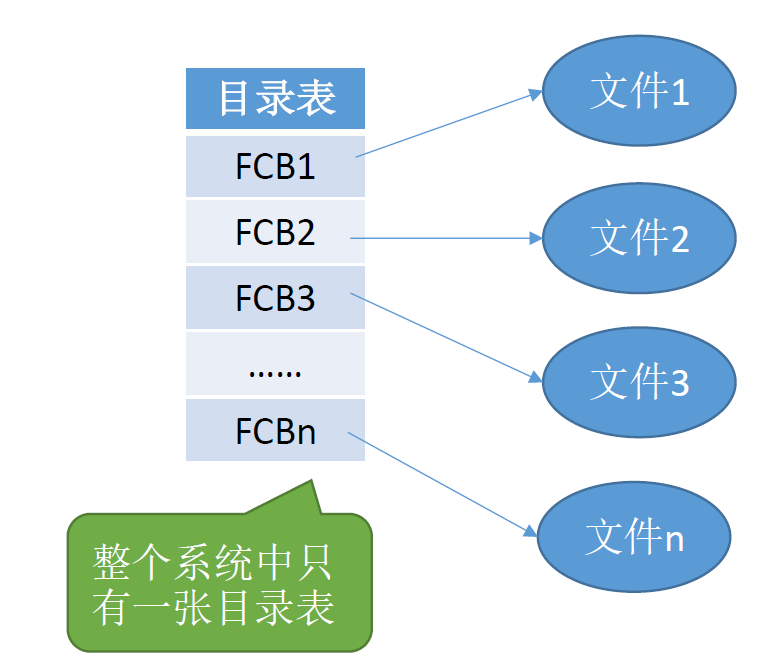 目录表
FCB1
FCB2
FCB3
......
FCBn
文件1
文件2
文件3
文件n
整个系统中只
有一张目录表